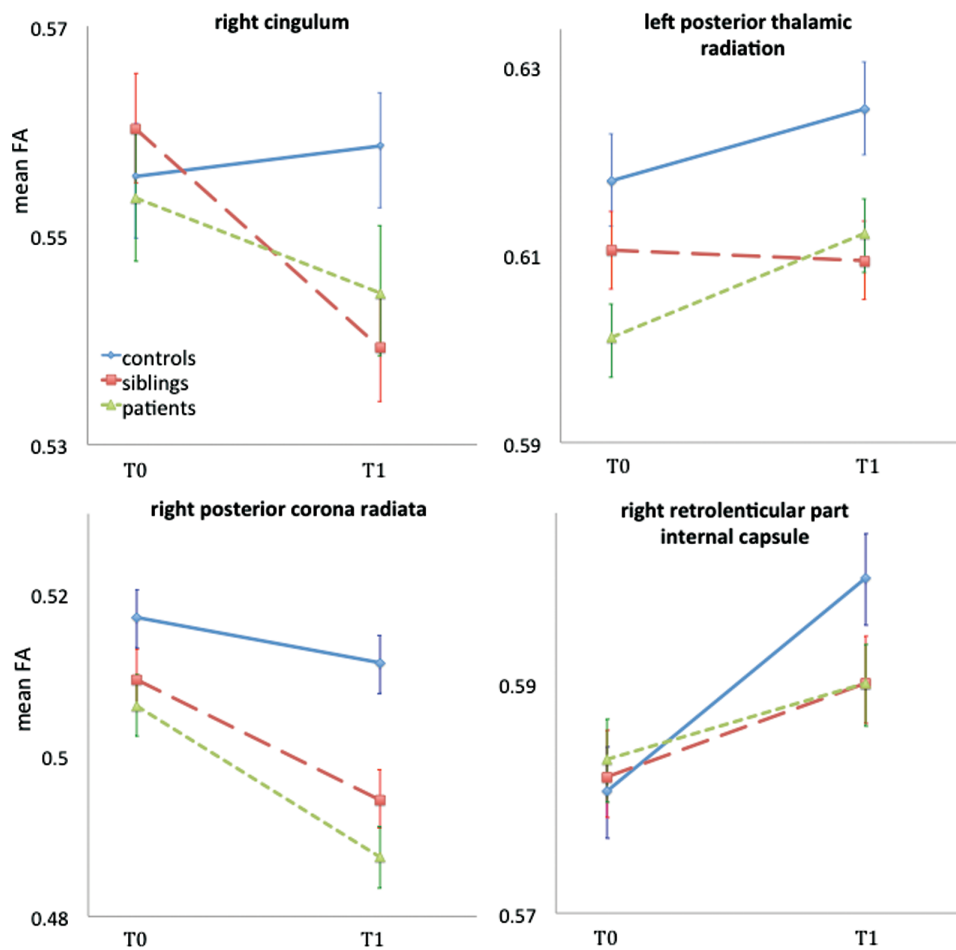 right cingulum
0.57
mean FA
0.55
0.53
controls
siblings
patients
T0 T1
left posterior thalamic
radiation
0.63
0.61
0.59
T0 T1
right posterior corona radiata
0.52
mean FA
0.5
0.48
T0 T1
right retrolenticular part
internal capsule
0.59
0.57
T0 T1